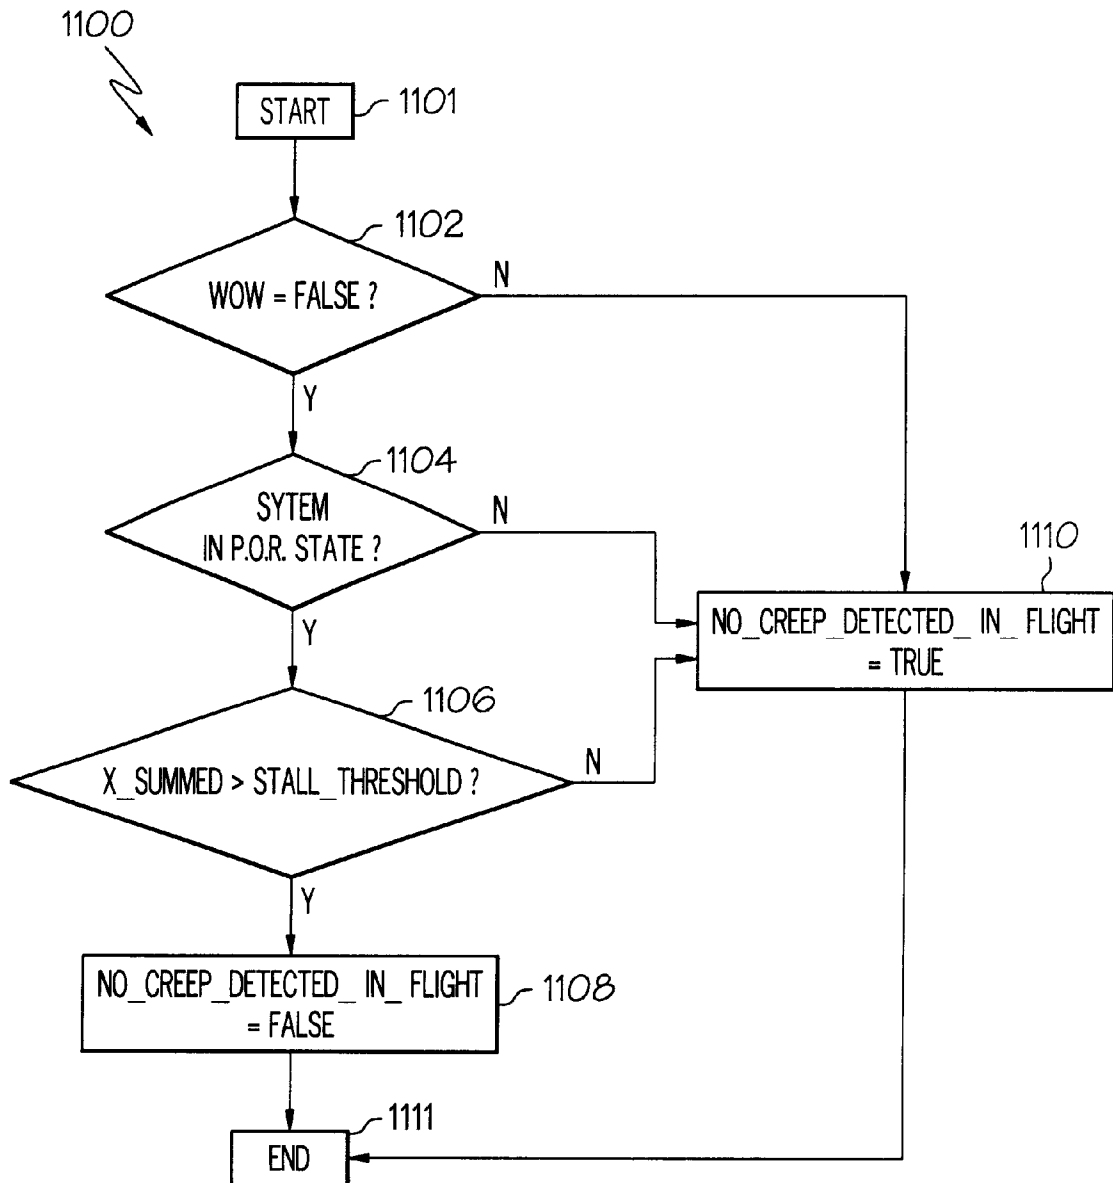 1100
START
1101
1102
WOW = FALSE ?
N
Y
1104
SYTEM
IN P.O.R. STATE ?
N
Y
1110
NO_CREEP_DETECTED_ IN_ FLIGHT
= TRUE
1106
X_SUMMED > STALL_THRESHOLD ?
N
Y
NO_CREEP_DETECTED_ IN_ FLIGHT
= FALSE
1108
1111
END